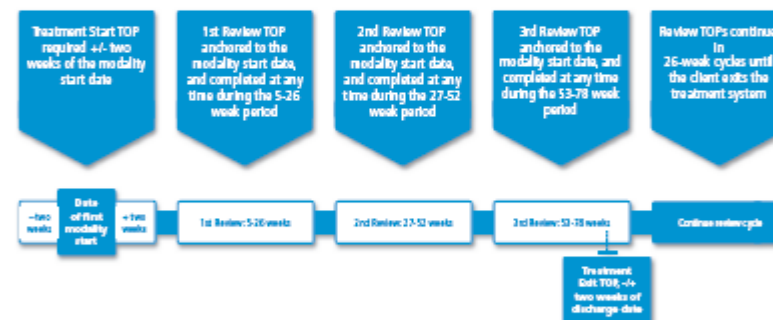 Treatment Start TOP
required +/- two
weeks of the modality
start date
1st Review TOP
anchored to the
modality start date,
and completed at any
time during the 5-26
week period
2nd Review TOP
anchored to the
modality start date,
and completed at any
time during the 27-52
week period
3rd Review TOP
anchored to the
modality start date, and
completed at any time
during the 53-78 week
period
Review TOPs continue
in
26-week cycles until
the client exits the
treatment system
–two
weeks
Date
of first
modality
start
+ two
weeks
1st Review: 5-26 weeks
2nd Review: 27-52 weeks
3rd Review: 53-78 weeks
Continue review cycle
Treatment
Exit TOP, -/+
two weeks of
discharge date